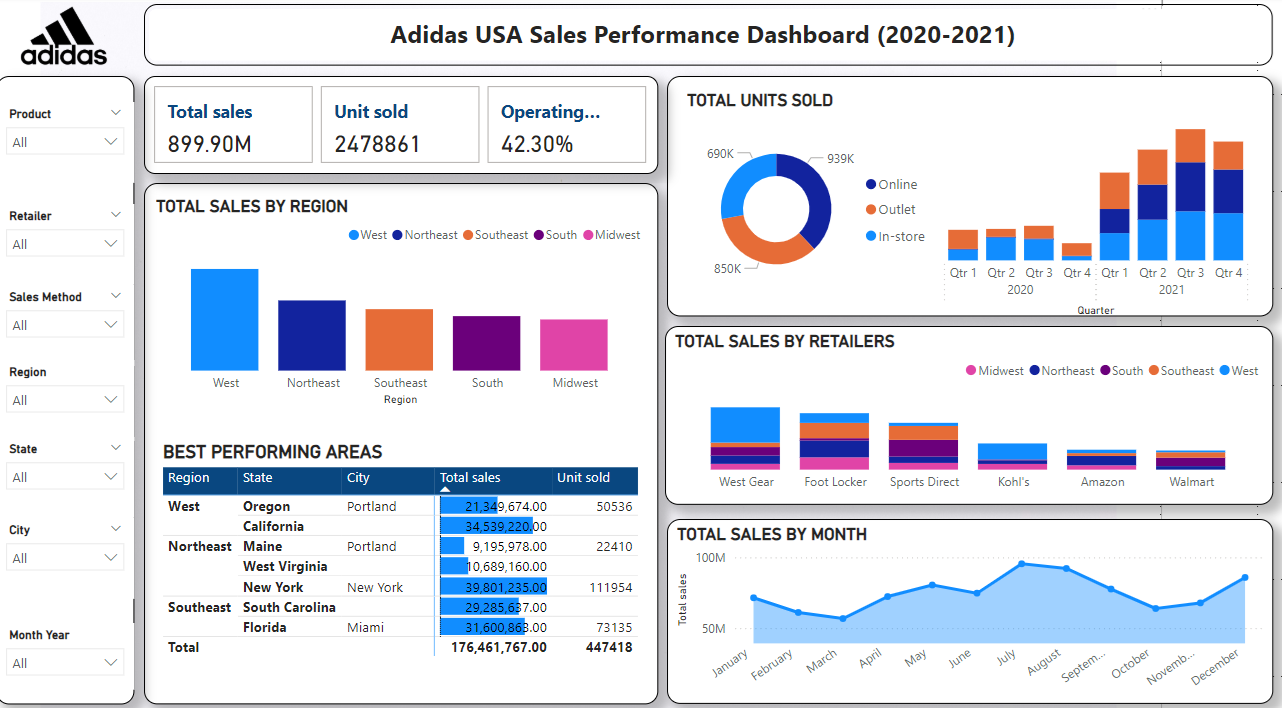 adidas
Adidas USA Sales Performance Dashboard (2020-2021)
Product
All
Retailer
All
Sales Method
All
Region
All
State
All
City
All
Month Year
All
Total sales
899.90M
Unit sold
2478861
Operating...
42.30%
TOTAL SALES BY REGION
West Northeast Southeast South Midwest
West Northeast Southeast South Midwest
Region
BEST PERFORMING AREAS
Region State City Total sales Unit sold
West Oregon Portland 21,349,674.00 50536
California 34,539,220.00
Northeast Maine Portland 9,195,978.00 22410
West Virginia 10,689,160.00
New York New York 39,801,235.00 111954
Southeast South Carolina 29,285,637.00
Florida Miami 31,600,863.00 73135
Total 176,461,767.00 447418
TOTAL UNITS SOLD
690K
939K
850K
Online
Outlet
In-store
Qtr 1 Qtr 2 Qtr 3 Qtr 4 Qtr 1 Qtr 2 Qtr 3 Qtr 4
2020 2021
Quarter
TOTAL SALES BY RETAILERS
Midwest Northeast South Southeast West
West Gear Foot Locker Sports Direct Kohl's Amazon Walmart
TOTAL SALES BY MONTH
Total sales
100M
50M
January February March April May June July August Septem... October Novemb... December